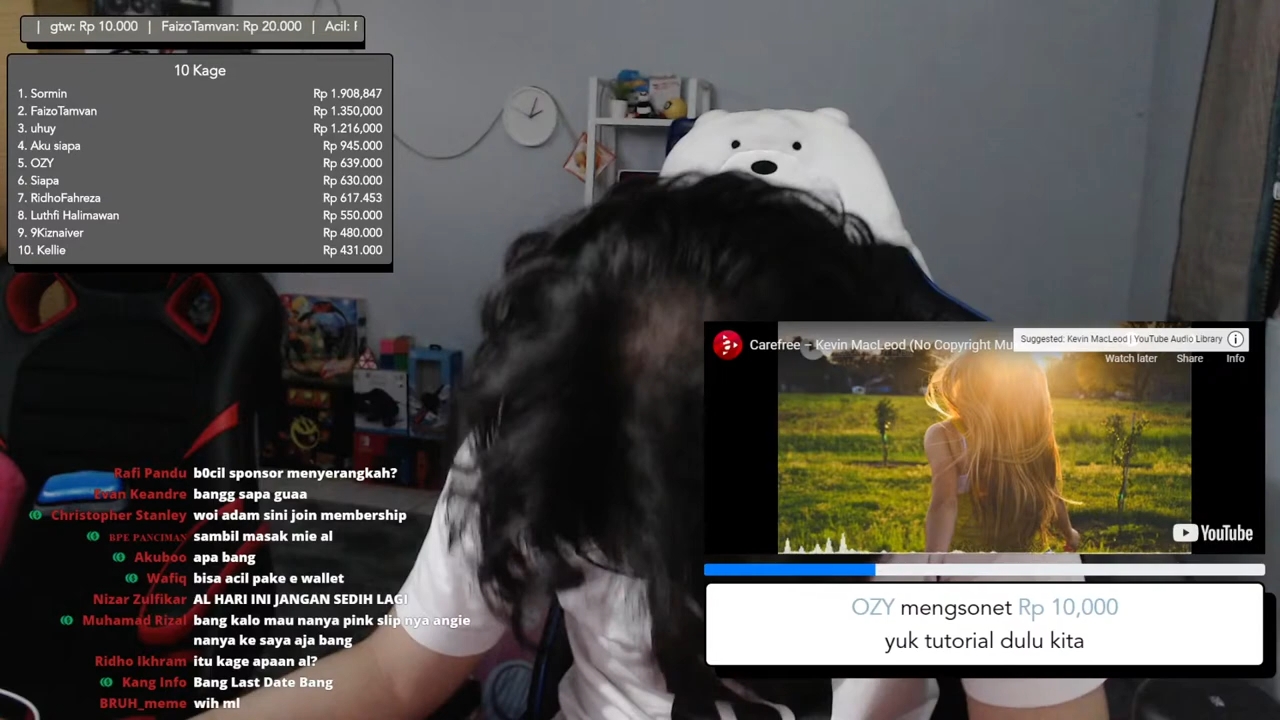 | gtw: Rp 10.000 | FaizoTamvan: Rp 20.000 | Acil:
10 Kage
1. Sormin Rp 1.908,847
2. FaizoTamvan Rp 1.350,000
3. uhuy Rp 1.216,000
4. Aku siapa Rp 945.000
5. OZY Rp 639.000
6. Siapa Rp 630.000
7. RidhoFahreza Rp 617.453
8. Luthfi Halimawan Rp 550.000
9. 9Kiznaiver Rp 480.000
10. Kellie Rp 431.000
Carefree – Kevin MacLeod (No Copyright Mu
Suggested: Kevin MacLeod | YouTube Audio Library
Watch later Share Info
YouTube
Rafi Pandu b0cil sponsor menyerangkah?
Evan Keandre bangg sapa guaa
Christopher Stanley woi adam sini join membership
BPE PANCIMAN sambil masak mie al
Akuboo apa bang
Wafiq bisa acil pake e wallet
Nizar Zulfikar AL HARI INI JANGAN SEDIH LAGI
Muhamad Rizal bang kalo mau nanya pink slip nya angie
nanya ke saya aja bang
Ridho Ikhram itu kage apaan al?
Kang Info Bang Last Date Bang
BRUH_meme wih ml
OZY mengsonet Rp 10,000
yuk tutorial dulu kita